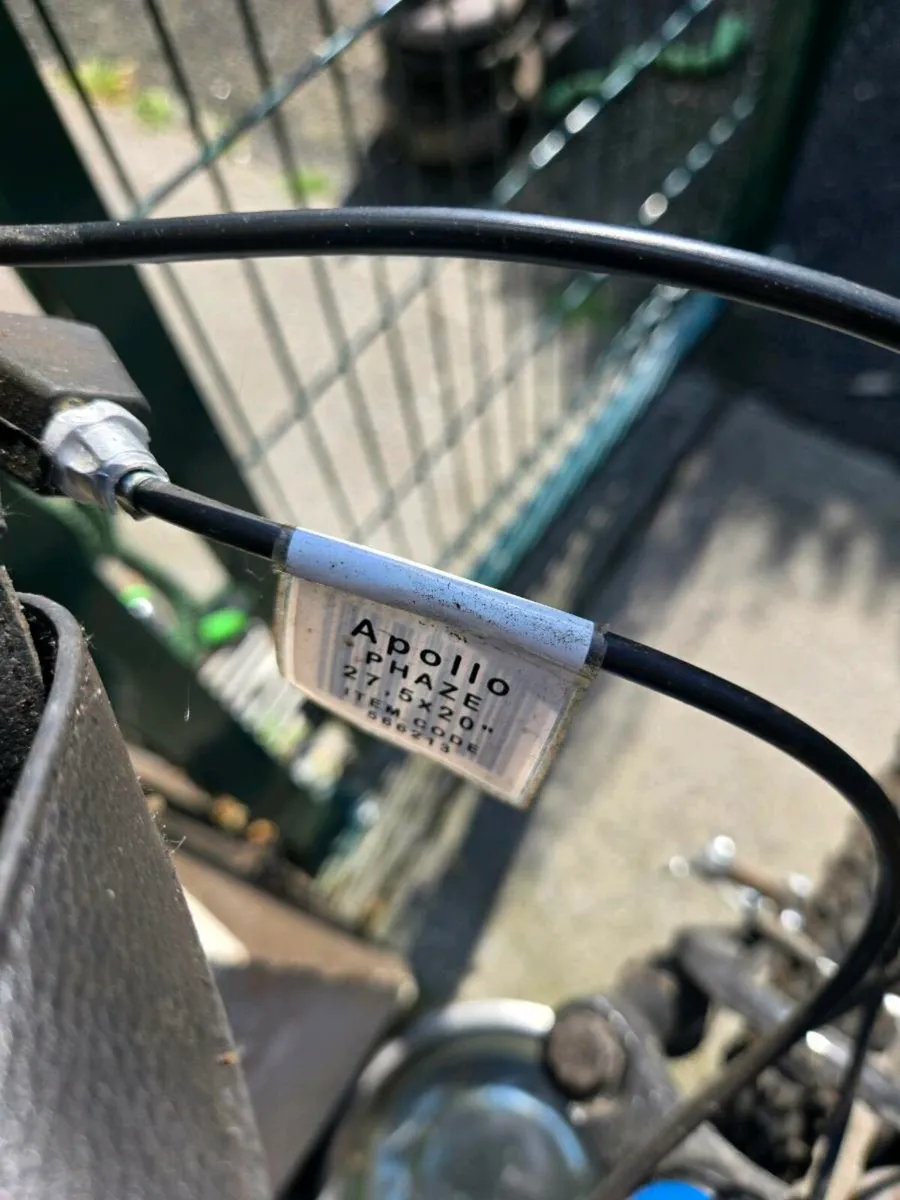 Apollo
PHAZE
27.5x20"
ITEM CODE
566213